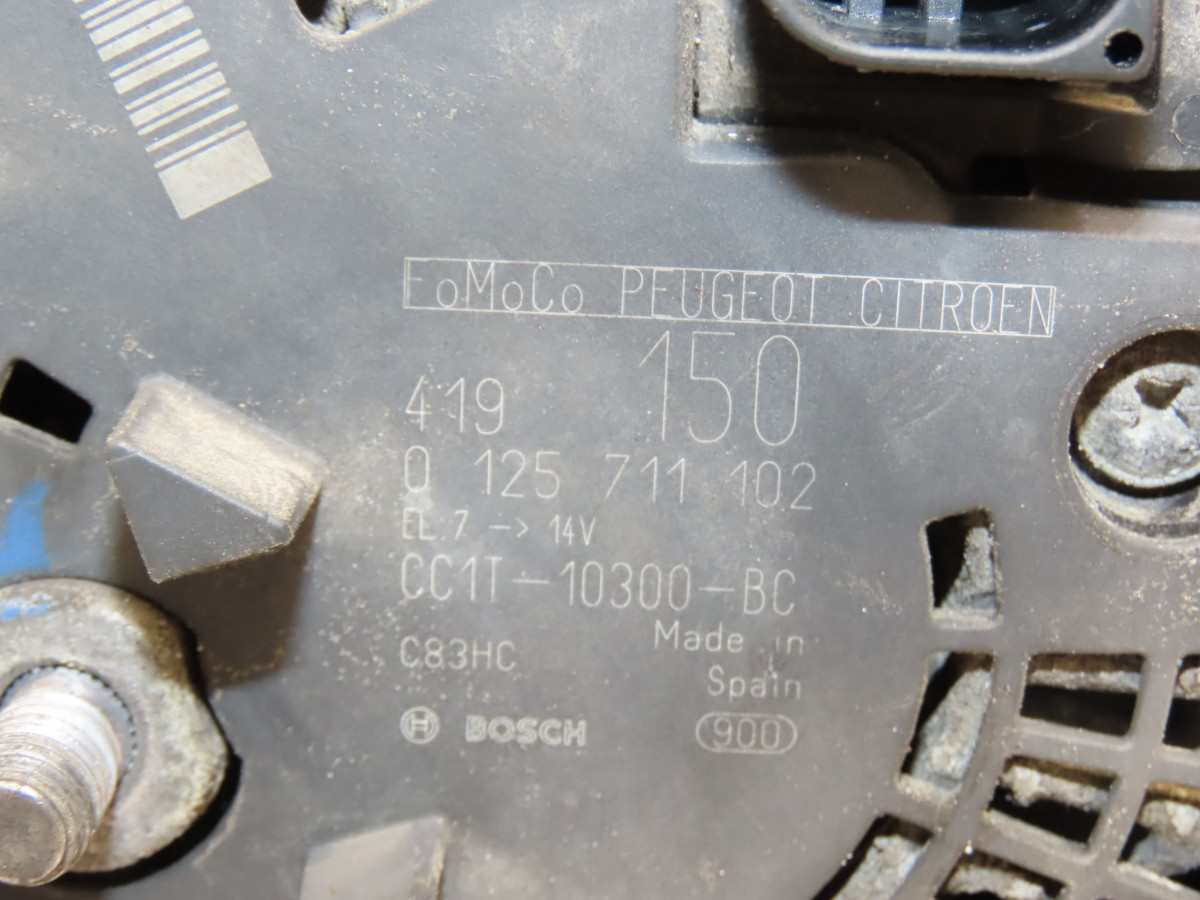 FoMoCo PEUGEOT CITROEN
419 150
0 125 711 102
EL.7 -> 14V
CC1T-10300-BC
Made in
C83HC
Spain
BOSCH 900